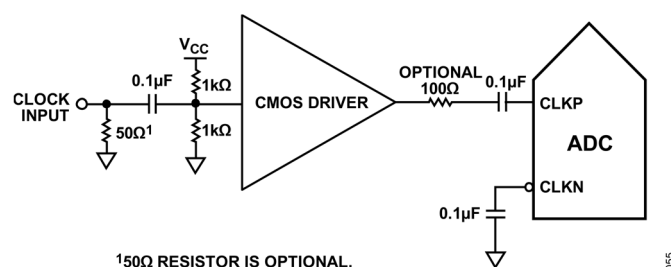 VCC
0.1µF
1kΩ
CLOCK
INPUT
50Ω1
1kΩ
CMOS DRIVER
OPTIONAL
100Ω
0.1µF
CLKP
ADC
CLKN
0.1µF
150Ω RESISTOR IS OPTIONAL.